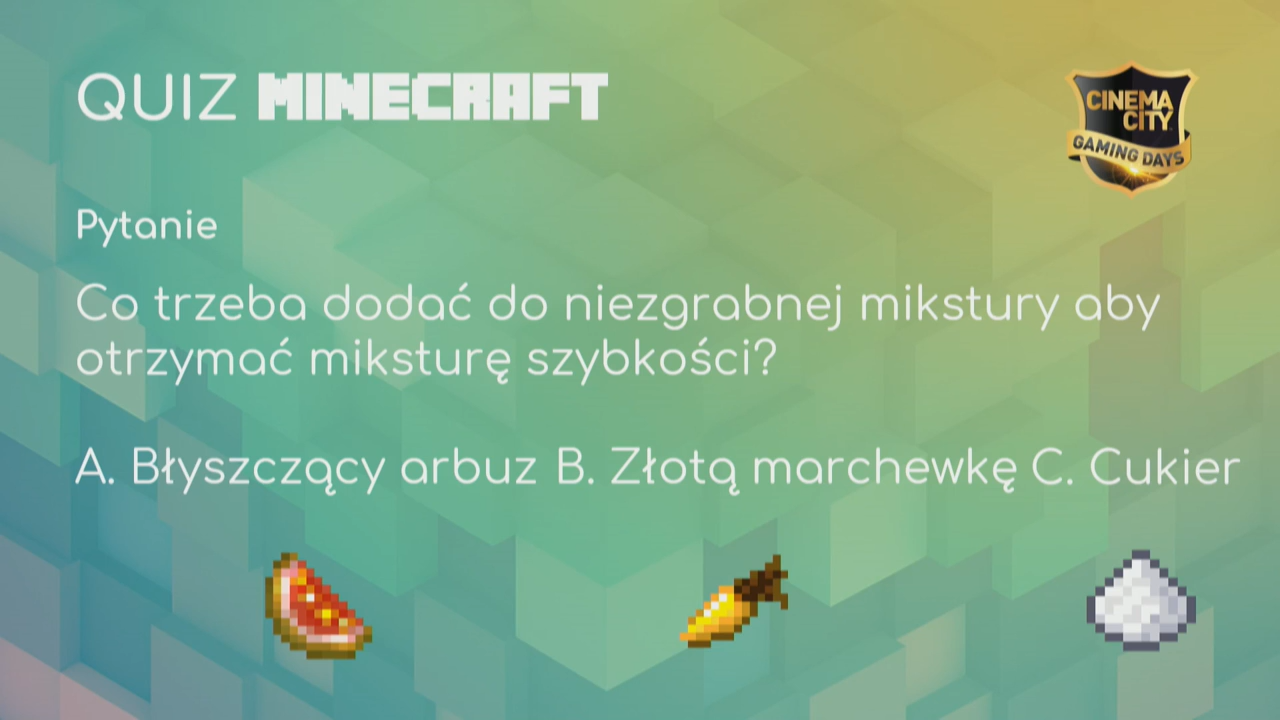 QUIZ MINECRAFT
CINEMA
CITY
GAMING DAYS
Pytanie
Co trzeba dodać do niezgrabnej mikstury aby
otrzymać miksturę szybkości?
A. Błyszczący arbuz B. Złotą marchewkę C. Cukier